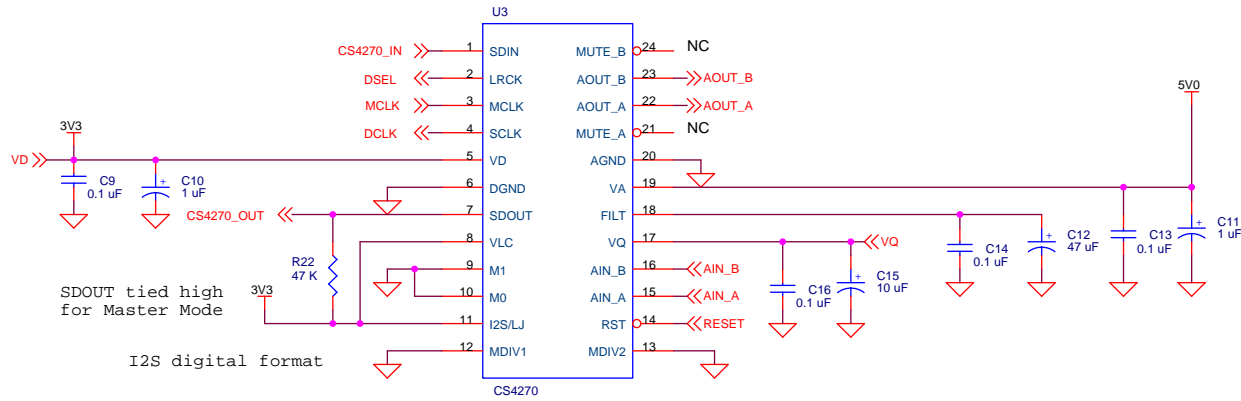 U3
CS4270_IN 1 SDIN MUTE_B 24 NC
DSEL 2 LRCK AOUT_B 23 AOUT_B
MCLK 3 MCLK AOUT_A 22 AOUT_A
DCLK 4 SCLK MUTE_A 21 NC
5V0
3V3
VD 5 VD AGND 20
C9
0.1 uF
C10
1 uF
+
6 DGND VA 19
CS4270_OUT 7 SDOUT FILT 18
C14
0.1 uF
C12
47 uF
+
C13
0.1 uF
C11
1 uF
+
8 VLC VQ 17 VQ
R22
47 K
9 M1 AIN_B 16 AIN_B
C16
0.1 uF
C15
10 uF
+
10 M0 AIN_A 15 AIN_A
SDOUT tied high
for Master Mode
3V3
11 I2S/LJ RST 14 RESET
12 MDIV1 MDIV2 13
I2S digital format
CS4270